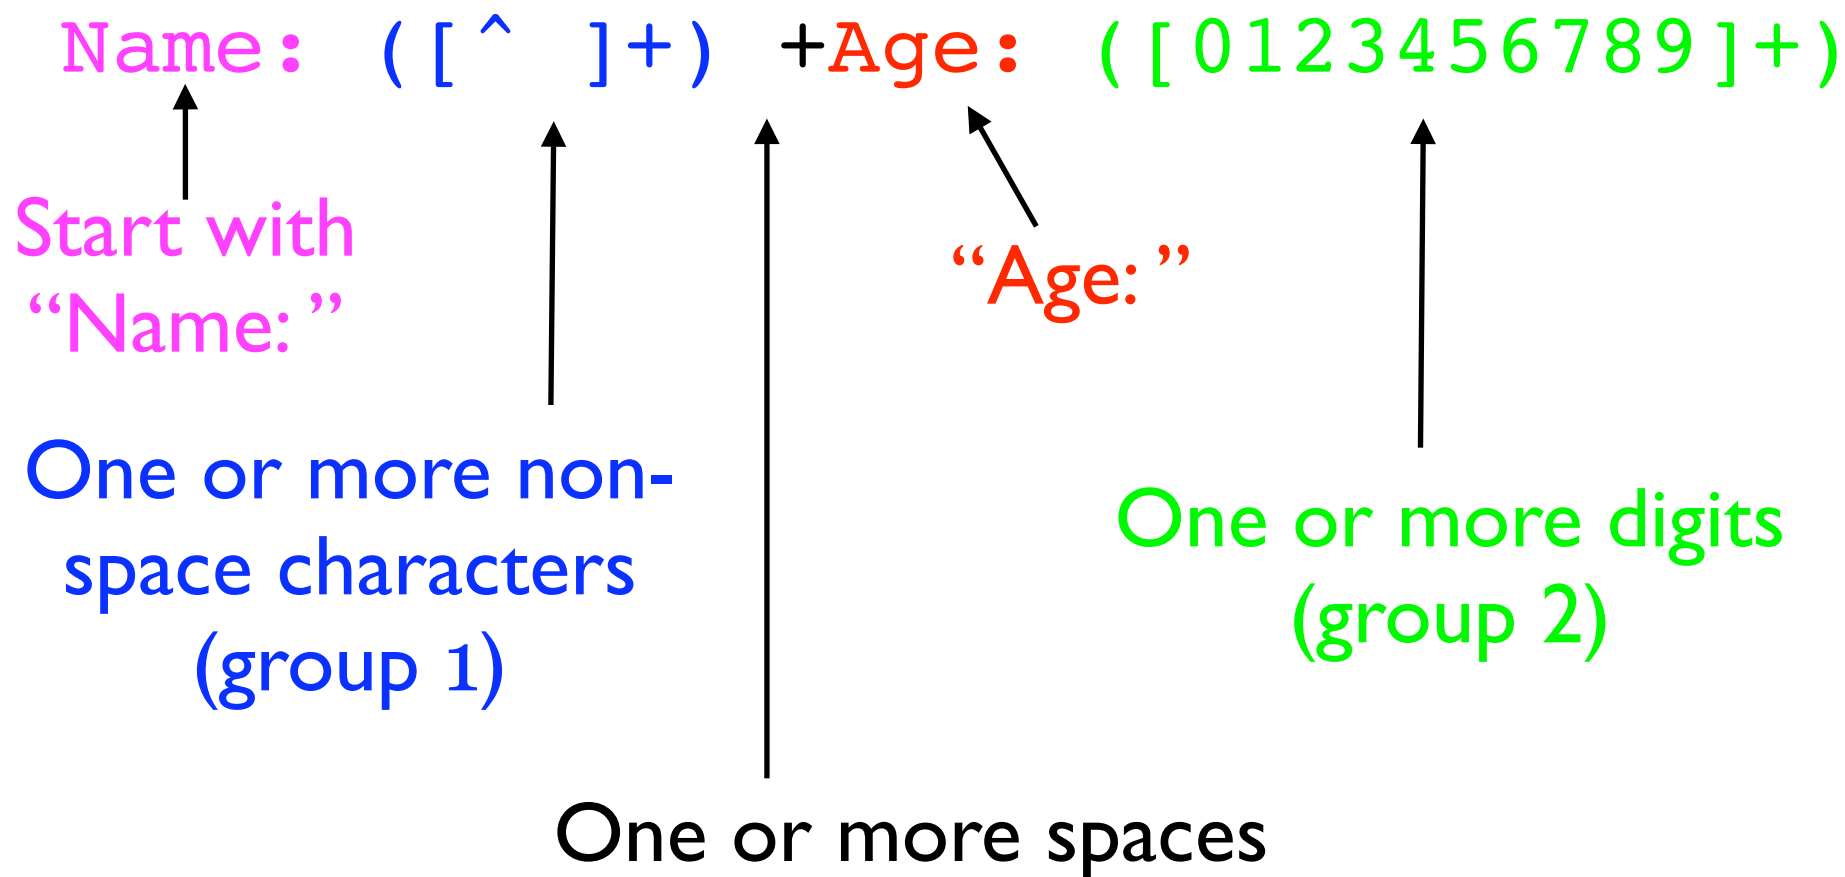 Name: ([^ ]+) +Age: ([0123456789]+)
Start with
“Name: ”
“Age: ”
One or more non-
space characters
(group 1)
One or more digits
(group 2)
One or more spaces